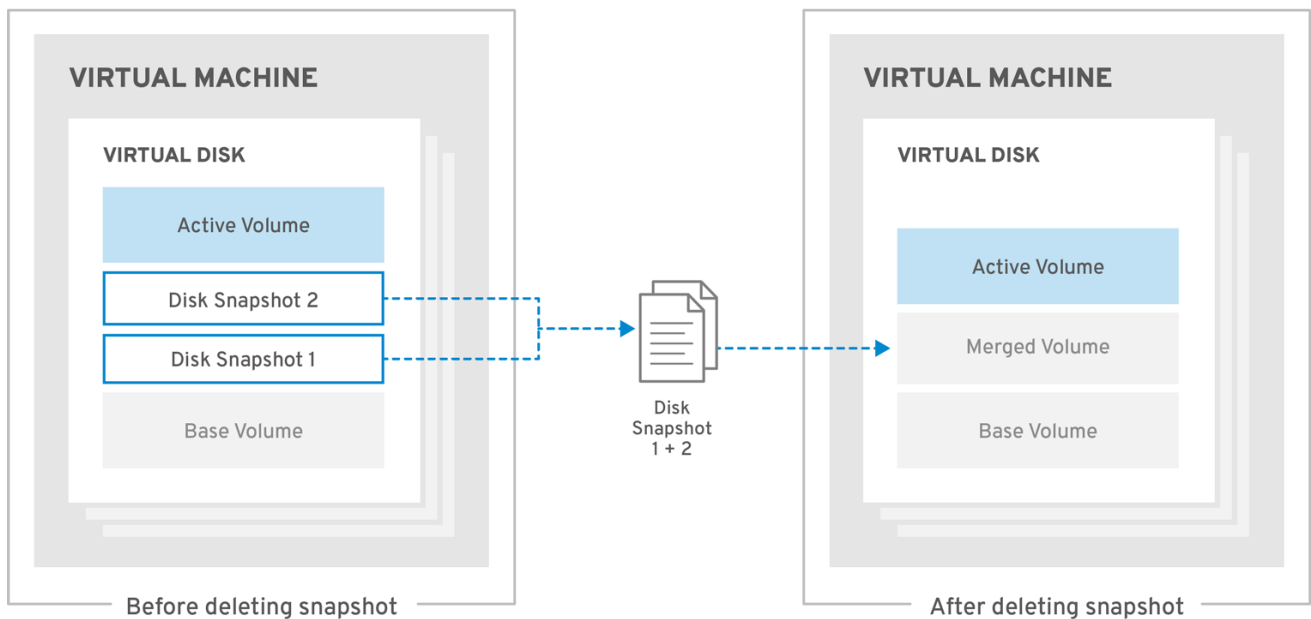 VIRTUAL MACHINE
VIRTUAL DISK
Active Volume
Disk Snapshot 2
Disk Snapshot 1
Base Volume
Before deleting snapshot
Disk
Snapshot
1 + 2
VIRTUAL MACHINE
VIRTUAL DISK
Active Volume
Merged Volume
Base Volume
After deleting snapshot